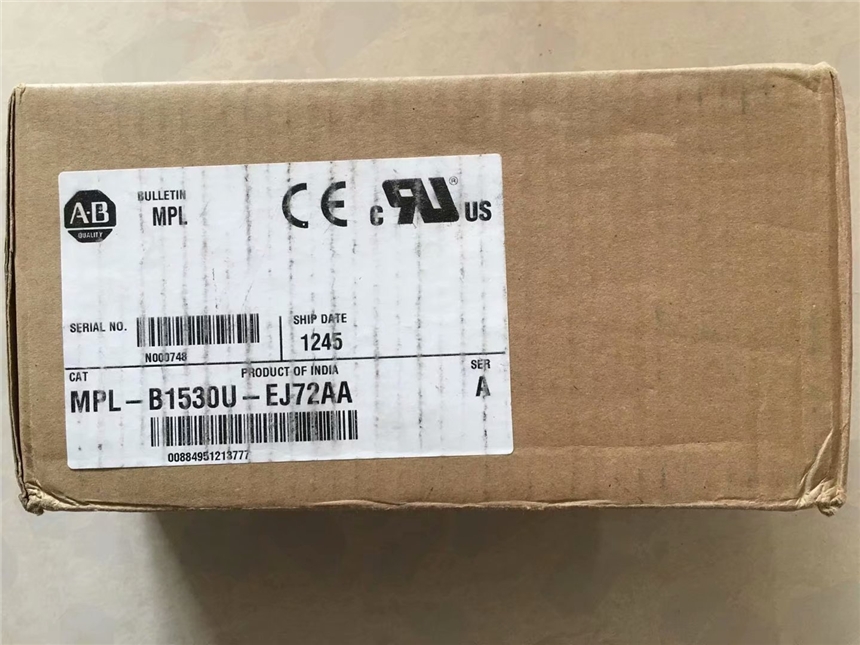 A-B
QUALITY
BULLETIN
MPL
CE
c RU® US
SERIAL NO.
N000748
SHIP DATE
1245
CAT
PRODUCT OF INDIA
MPL-B1530U-EJ72AA
00884951213777
SER
A